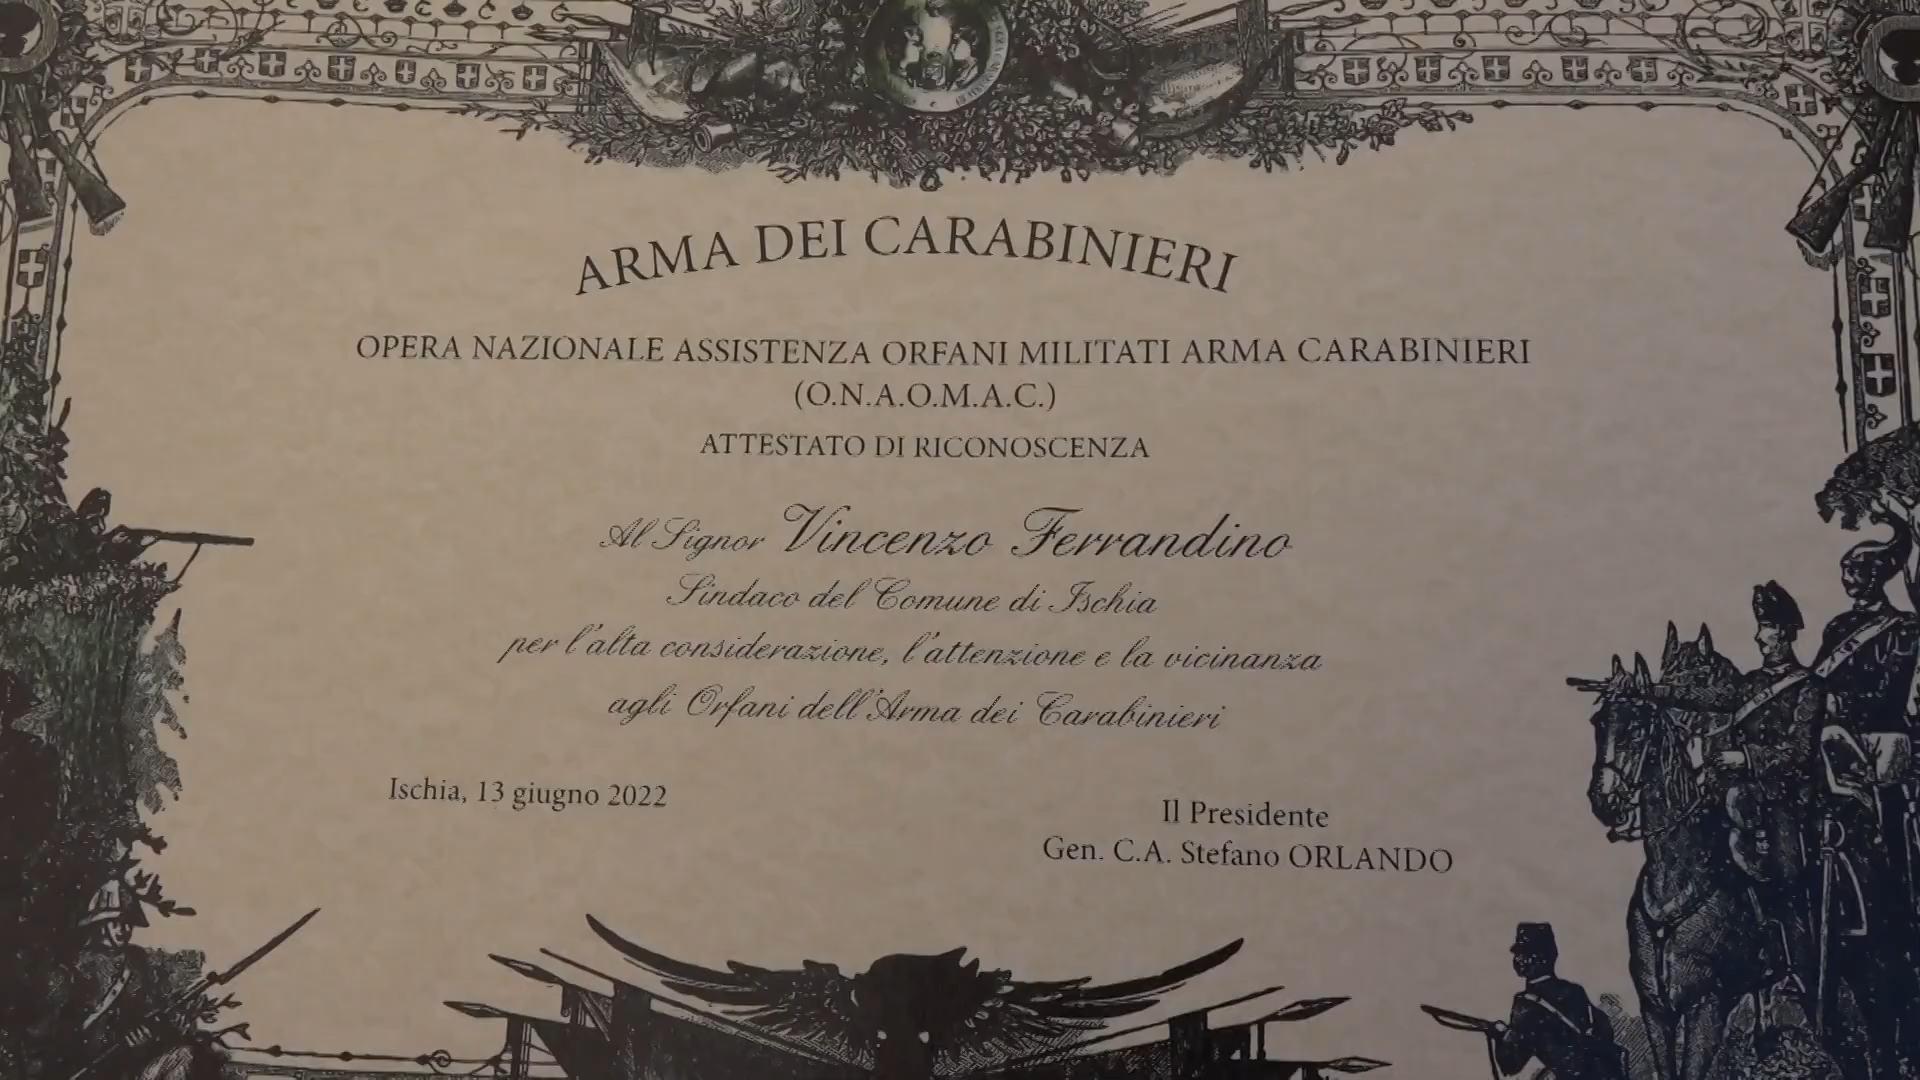 ARMA DEI CARABINIERI
OPERA NAZIONALE ASSISTENZA ORFANI MILITATI ARMA CARABINIERI
(O.N.A.O.M.A.C.)
ATTESTATO DI RICONOSCENZA
Al Signor Vincenzo Ferrandino
Sindaco del Comune di Ischia
per l'alta considerazione, l'attenzione e la vicinanza
agli Orfani dell'Arma dei Carabinieri
Ischia, 13 giugno 2022
Il Presidente
Gen. C.A. Stefano ORLANDO